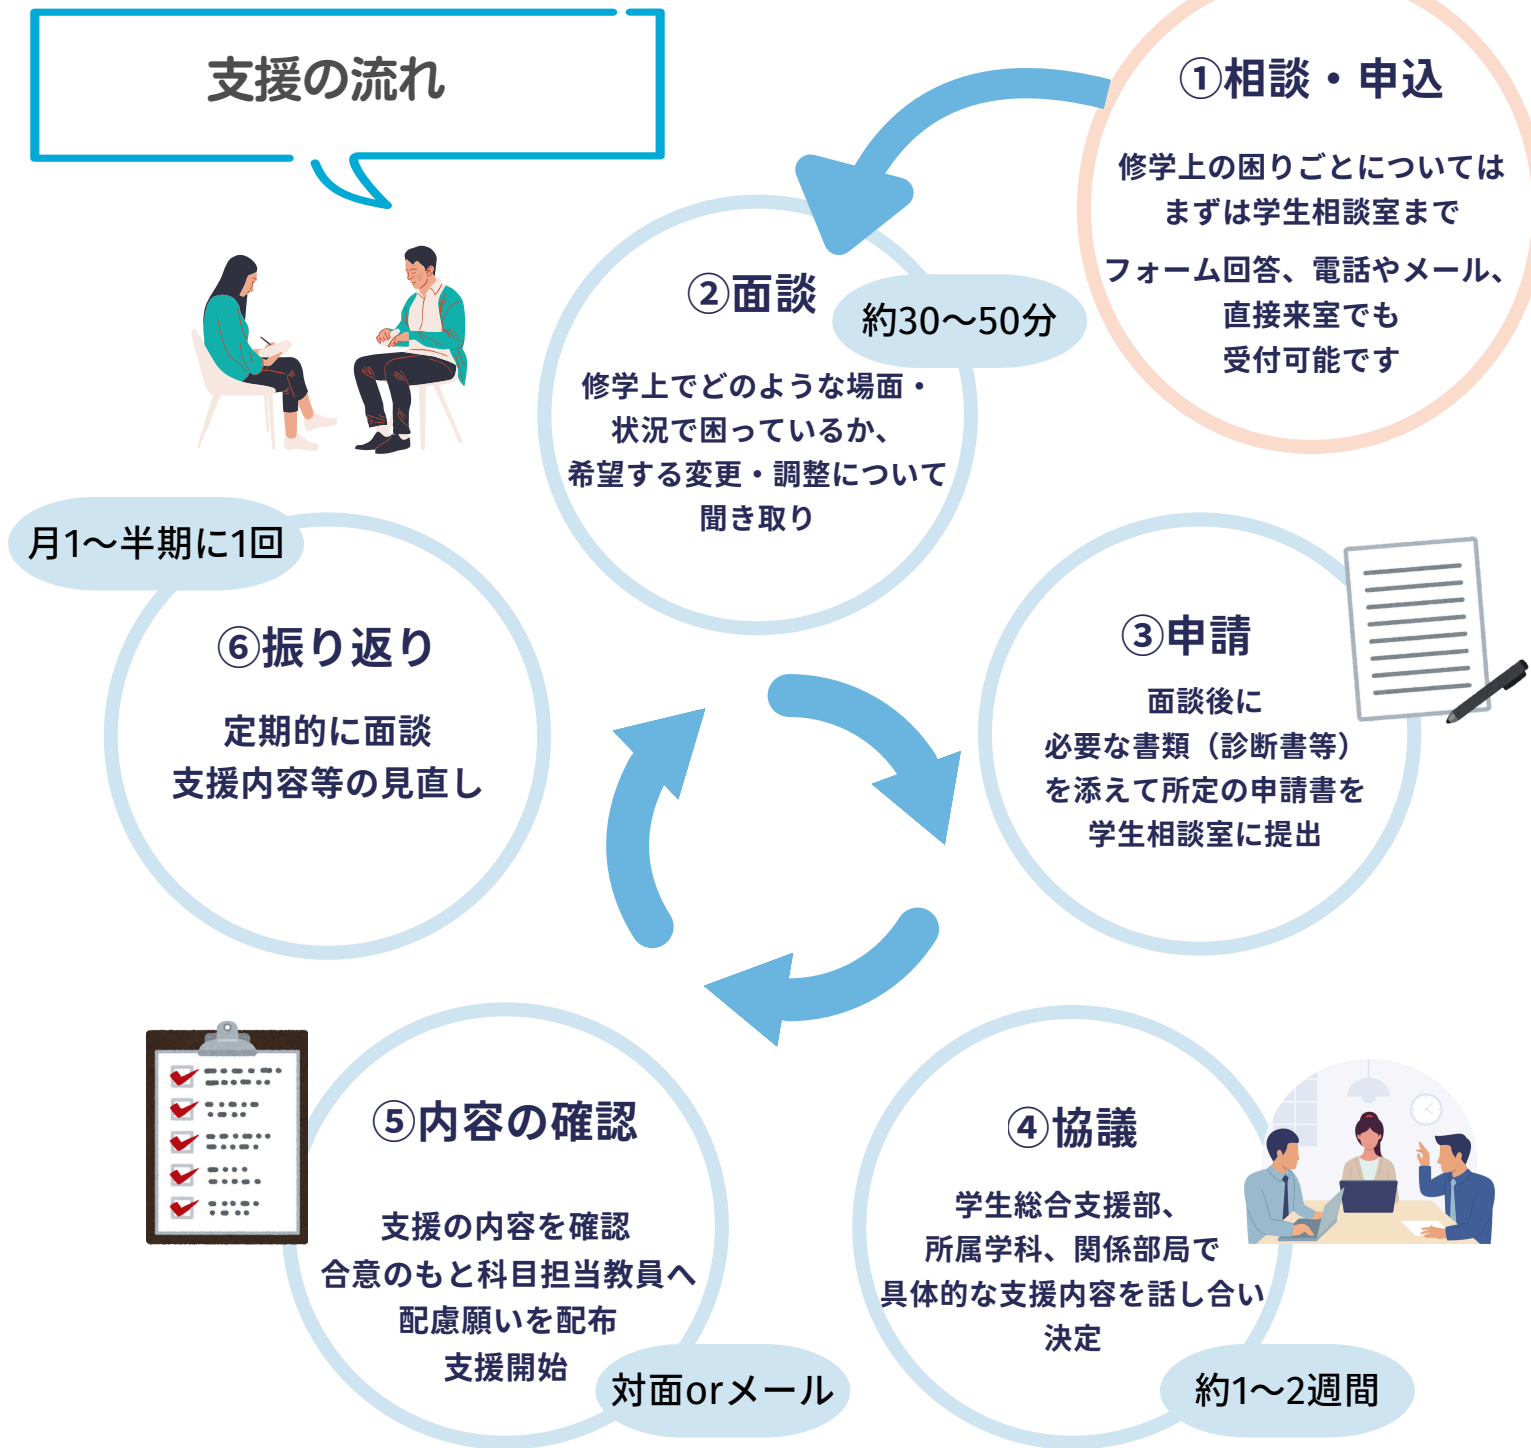 支援の流れ
①相談・申込
修学上の困りごとについては
まずは学生相談室まで
フォーム回答、電話やメール、
直接来室でも
受付可能です
②面談
約30～50分
修学上でどのような場面・
状況で困っているか、
希望する変更・調整について
聞き取り
③申請
面談後に
必要な書類（診断書等）
を添えて所定の申請書を
学生相談室に提出
④協議
学生総合支援部、
所属学科、関係部局で
具体的な支援内容を話し合い
決定
約1～2週間
⑤内容の確認
支援の内容を確認
合意のもと科目担当教員へ
配慮願いを配布
支援開始
対面orメール
月1～半期に1回
⑥振り返り
定期的に面談
支援内容等の見直し